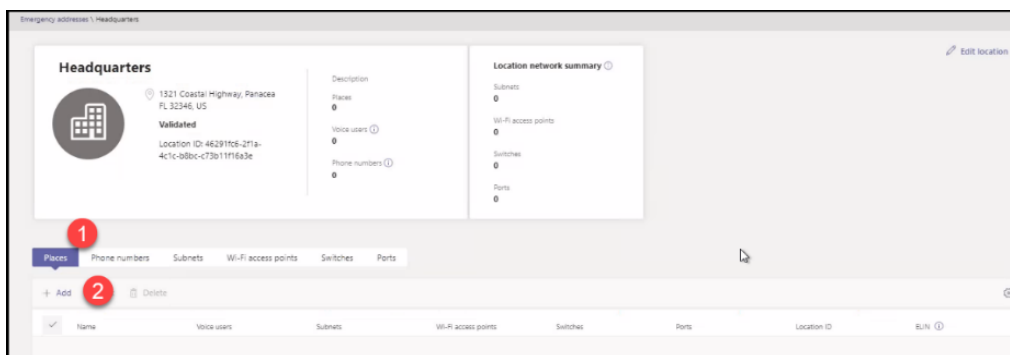 Emergency addresses \ Headquarters
Edit location
Headquarters
1321 Coastal Highway, Panacea
FL 32346, US
Validated
Location ID: 46291fc6-2f1a-
4c1c-b8bc-c73b11f16a3e
Description
Places
0
Voice users
0
Phone numbers
0
Location network summary
Subnets
0
Wi-Fi access points
0
Switches
0
Ports
0
1
Places Phone numbers Subnets Wi-Fi access points Switches Ports
+ Add 2 Delete
Name Voice users Subnets Wi-Fi access points Switches Ports Location ID ELIN